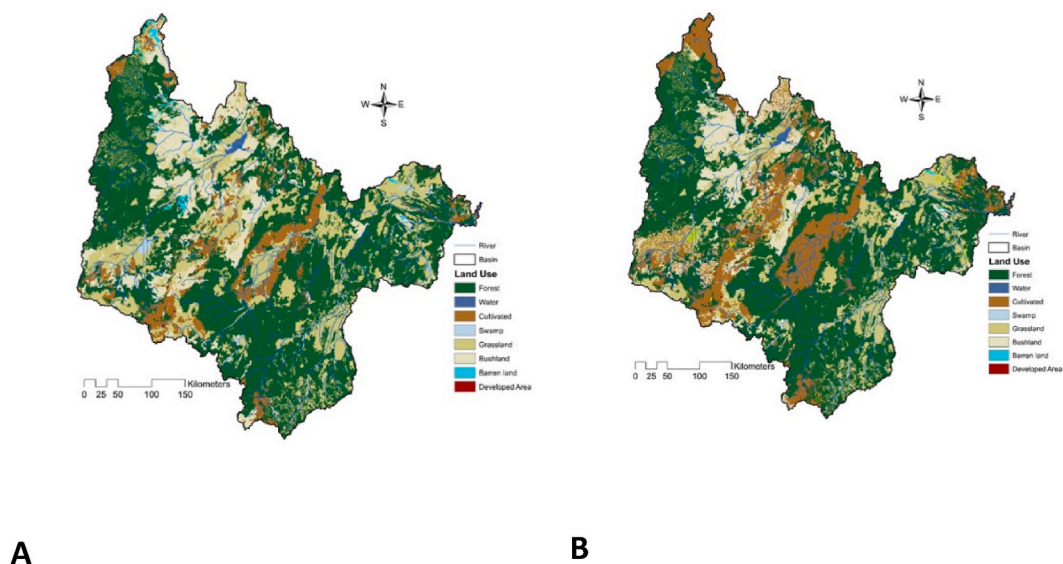 N
W E
S
River
Basin
Land Use
Forest
Water
Cultivated
Swamp
Grassland
Bushland
Barren land
Developed Area
Kilometers
0 25 50 100 150
A
N
W E
S
River
Basin
Land Use
Forest
Water
Cultivated
Swamp
Grassland
Bushland
Barren land
Developed Area
Kilometers
0 25 50 100 150
B